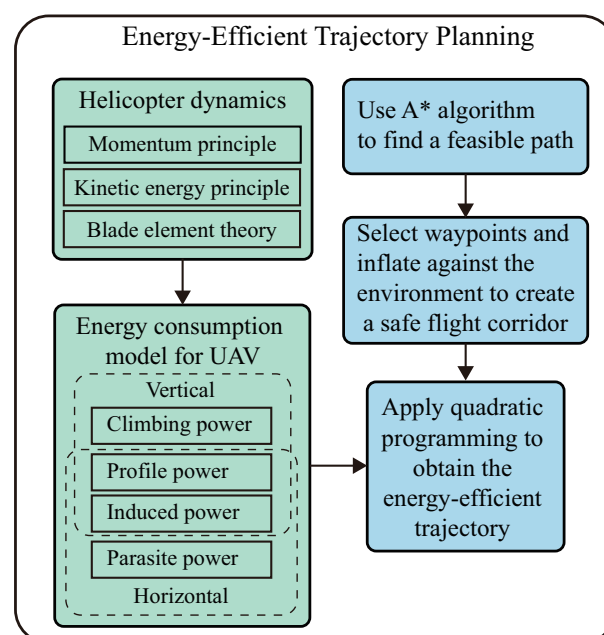 Energy-Efficient Trajectory Planning
Helicopter dynamics
Momentum principle
Kinetic energy principle
Blade element theory
Energy consumption
model for UAV
Vertical
Climbing power
Profile power
Induced power
Parasite power
Horizontal
Use A* algorithm
to find a feasible path
Select waypoints and
inflate against the
environment to create
a safe flight corridor
Apply quadratic
programming to
obtain the
energy-efficient
trajectory